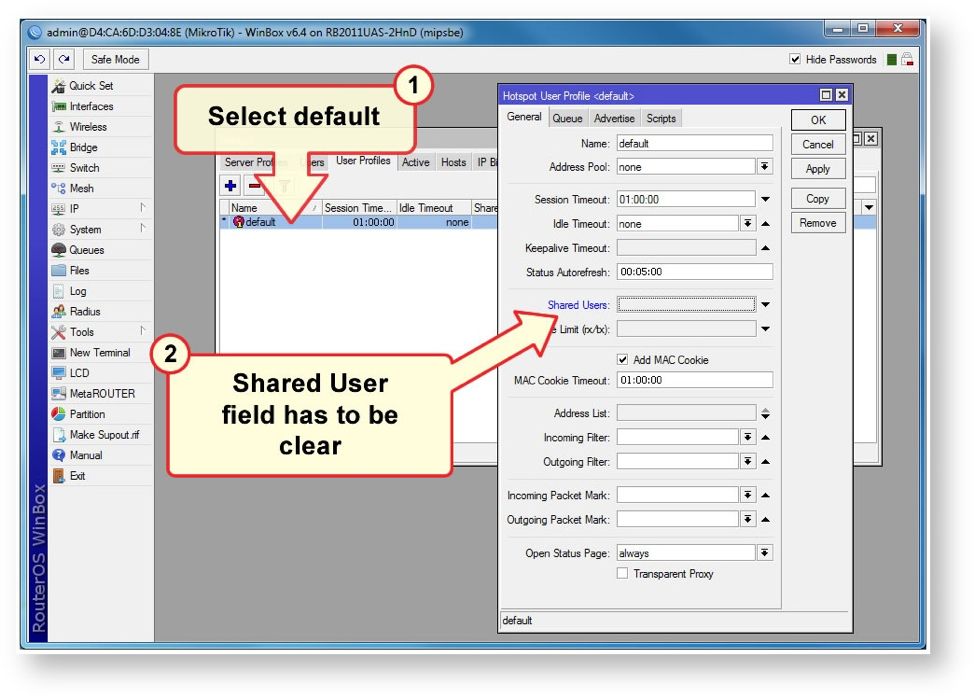 admin@D4:CA:6D:D3:04:8E (MikroTik) - WinBox v6.4 on RB2011UAS-2HnD (mipsbe)
Safe Mode
Hide Passwords
Quick Set
Interfaces
Wireless
Bridge
Switch
Mesh
IP
System
Queues
Files
Log
Radius
Tools
New Terminal
LCD
MetaROUTER
Partition
Make Supout.rif
Manual
Exit
RouterOS WinBox
1
Select default
Server Profi
ers User Profiles Active Hosts IP Bi
Name Session Time... Idle Timeout Share
* default 01:00:00 none
2
Shared User
field has to be
clear
Hotspot User Profile <default>
General Queue Advertise Scripts
Name: default
Address Pool: none
Session Timeout: 01:00:00
Idle Timeout: none
Keepalive Timeout:
Status Autorefresh: 00:05:00
Shared Users:
e Limit (rx/tx):
Add MAC Cookie
MAC Cookie Timeout: 01:00:00
Address List:
Incoming Filter:
Outgoing Filter:
Incoming Packet Mark:
Outgoing Packet Mark:
Open Status Page: always
Transparent Proxy
default
OK
Cancel
Apply
Copy
Remove